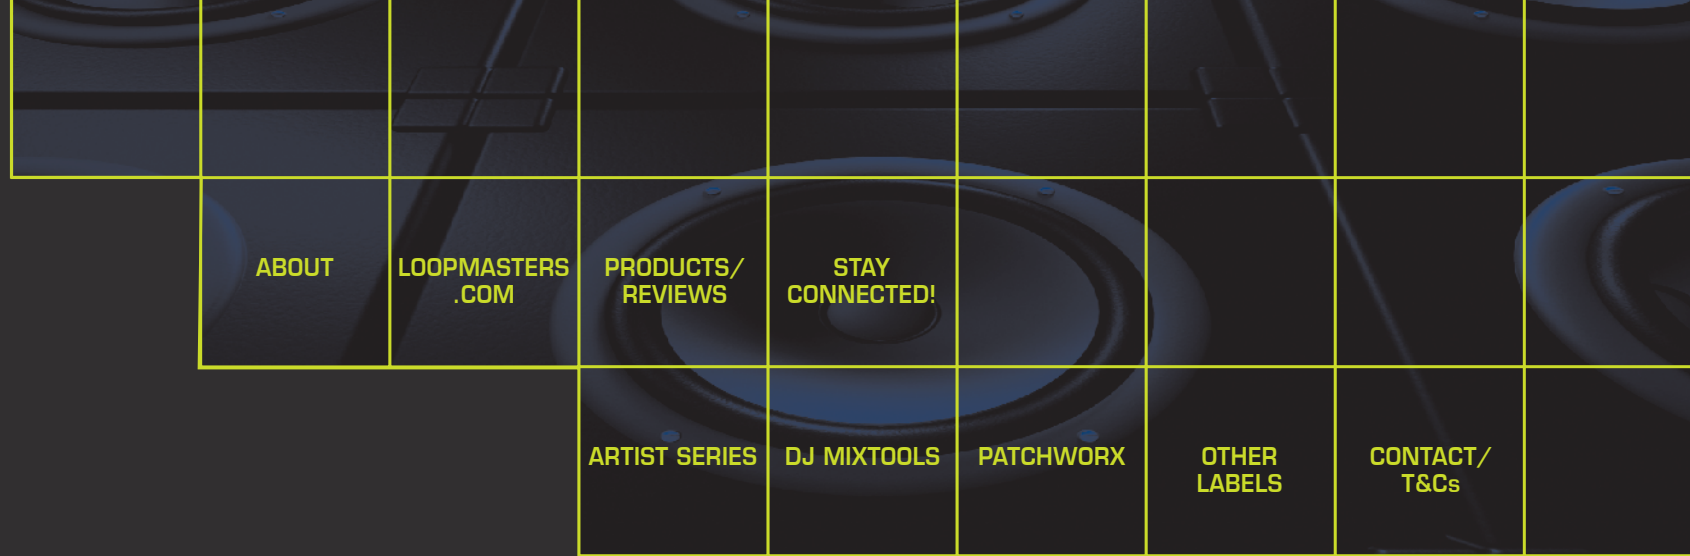 ABOUT
LOOPMASTERS
.COM
PRODUCTS/
REVIEWS
STAY
CONNECTED!
ARTIST SERIES
DJ MIXTOOLS
PATCHWORX
OTHER
LABELS
CONTACT/
T&Cs